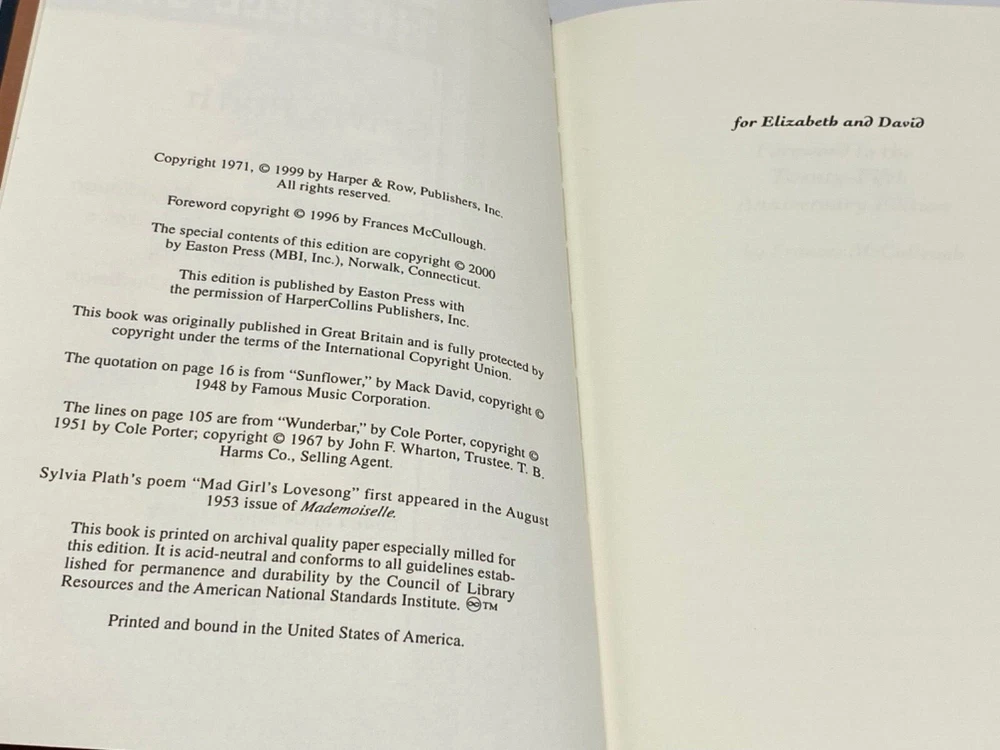 Copyright 1971, © 1999 by Harper & Row, Publishers, Inc.
All rights reserved.
Foreword copyright © 1996 by Frances McCullough.
The special contents of this edition are copyright © 2000
by Easton Press (MBI, Inc.), Norwalk, Connecticut.
This edition is published by Easton Press with
the permission of HarperCollins Publishers, Inc.
This book was originally published in Great Britain and is fully protected by
copyright under the terms of the International Copyright Union.
The quotation on page 16 is from “Sunflower,” by Mack David, copyright ©
1948 by Famous Music Corporation.
The lines on page 105 are from “Wunderbar,” by Cole Porter, copyright ©
1951 by Cole Porter; copyright © 1967 by John F. Wharton, Trustee. T. B.
Harms Co., Selling Agent.
Sylvia Plath's poem “Mad Girl's Lovesong” first appeared in the August
1953 issue of Mademoiselle.
This book is printed on archival quality paper especially milled for
this edition. It is acid-neutral and conforms to all guidelines estab-
lished for permanence and durability by the Council of Library
Resources and the American National Standards Institute. ♾™
Printed and bound in the United States of America.
for Elizabeth and David